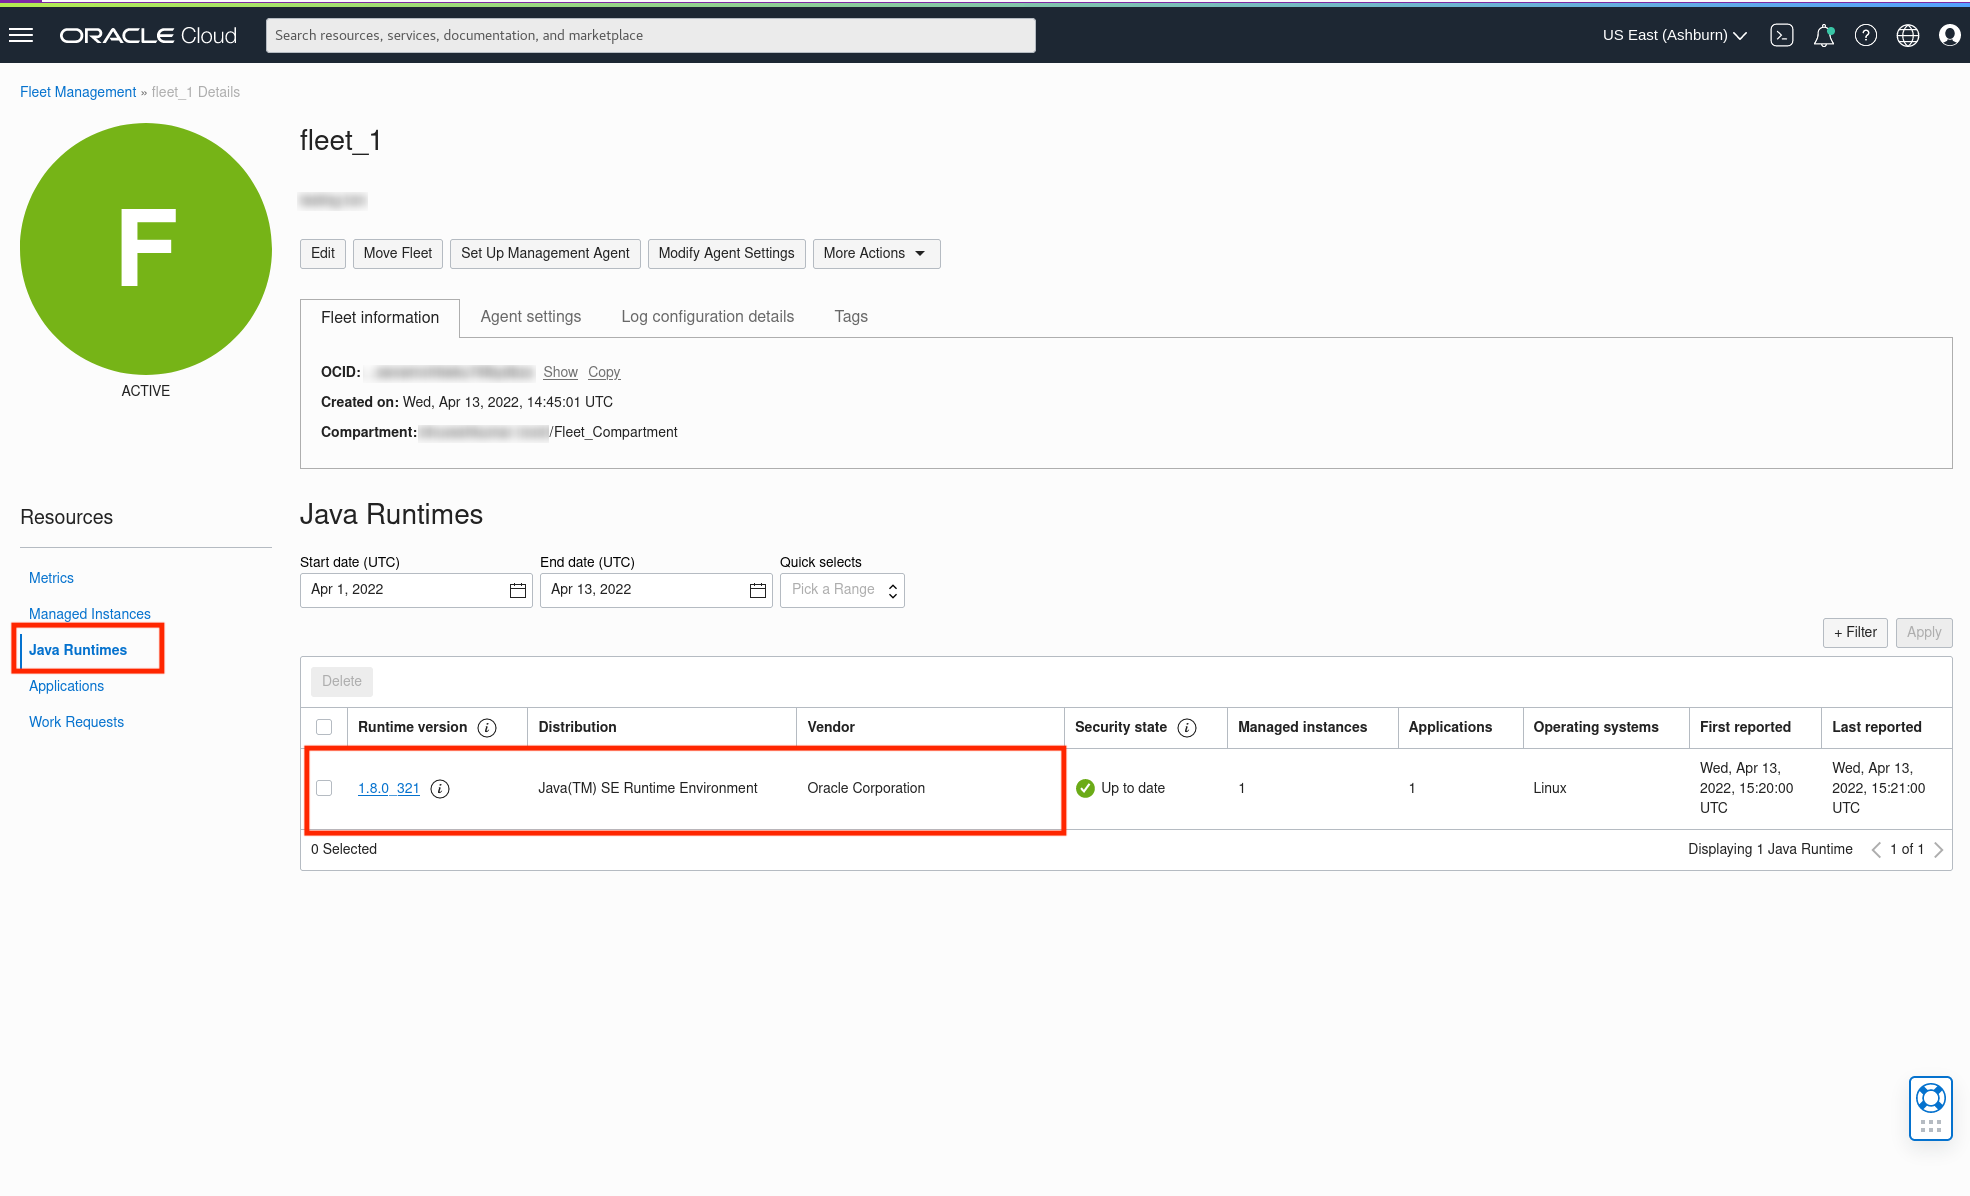 ORACLE Cloud
Search resources, services, documentation, and marketplace
US East (Ashburn)
Fleet Management » fleet_1 Details
F
ACTIVE
fleet_1
Edit
Move Fleet
Set Up Management Agent
Modify Agent Settings
More Actions
Fleet information
Agent settings
Log configuration details
Tags
OCID: Show Copy
Created on: Wed, Apr 13, 2022, 14:45:01 UTC
Compartment: /Fleet_Compartment
Resources
Metrics
Managed Instances
Java Runtimes
Applications
Work Requests
Java Runtimes
Start date (UTC)
End date (UTC)
Quick selects
Apr 1, 2022
Apr 13, 2022
Pick a Range
+ Filter
Apply
Delete
Runtime version i
Distribution
Vendor
Security state i
Managed instances
Applications
Operating systems
First reported
Last reported
1.8.0_321 i
Java(TM) SE Runtime Environment
Oracle Corporation
Up to date
1
1
Linux
Wed, Apr 13,
2022, 15:20:00
UTC
Wed, Apr 13,
2022, 15:21:00
UTC
0 Selected
Displaying 1 Java Runtime
1 of 1